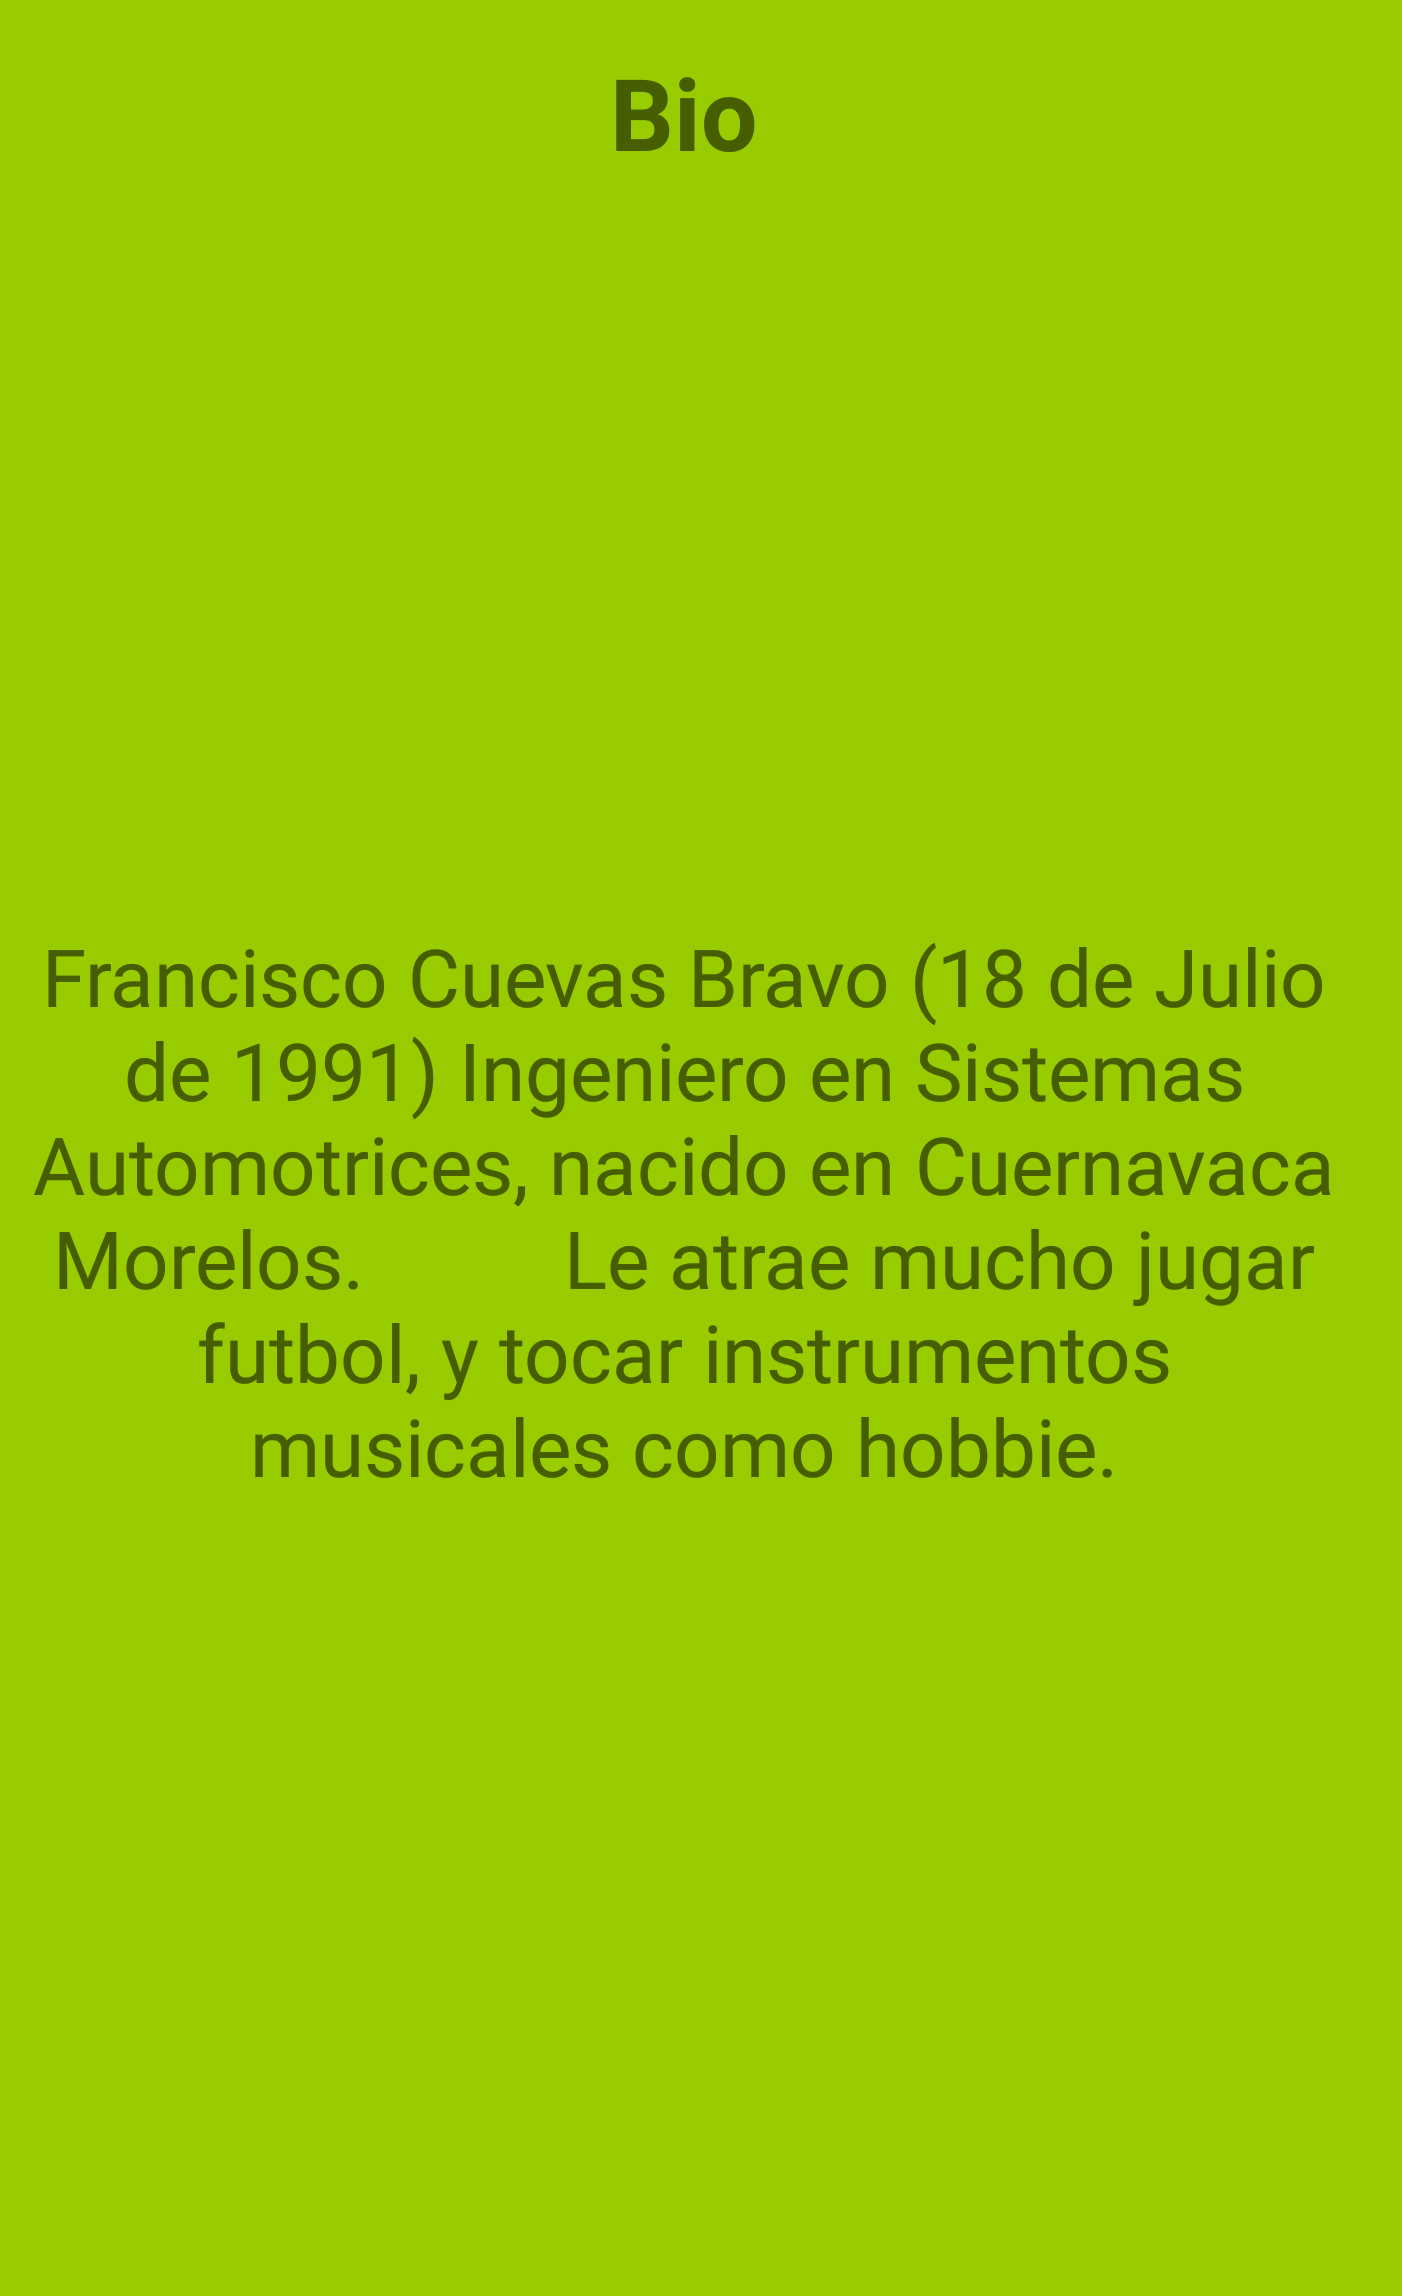 Bio
Francisco Cuevas Bravo (18 de Julio
de 1991) Ingeniero en Sistemas
Automotrices, nacido en Cuernavaca
Morelos.         Le atrae mucho jugar
futbol, y tocar instrumentos
musicales como hobbie.